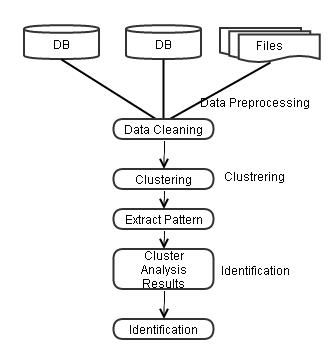 DB
DB
Files
Data Preprocessing
Data Cleaning
Clustering
Clustrering
Extract Pattern
Cluster
Analysis
Results
Identification
Identification